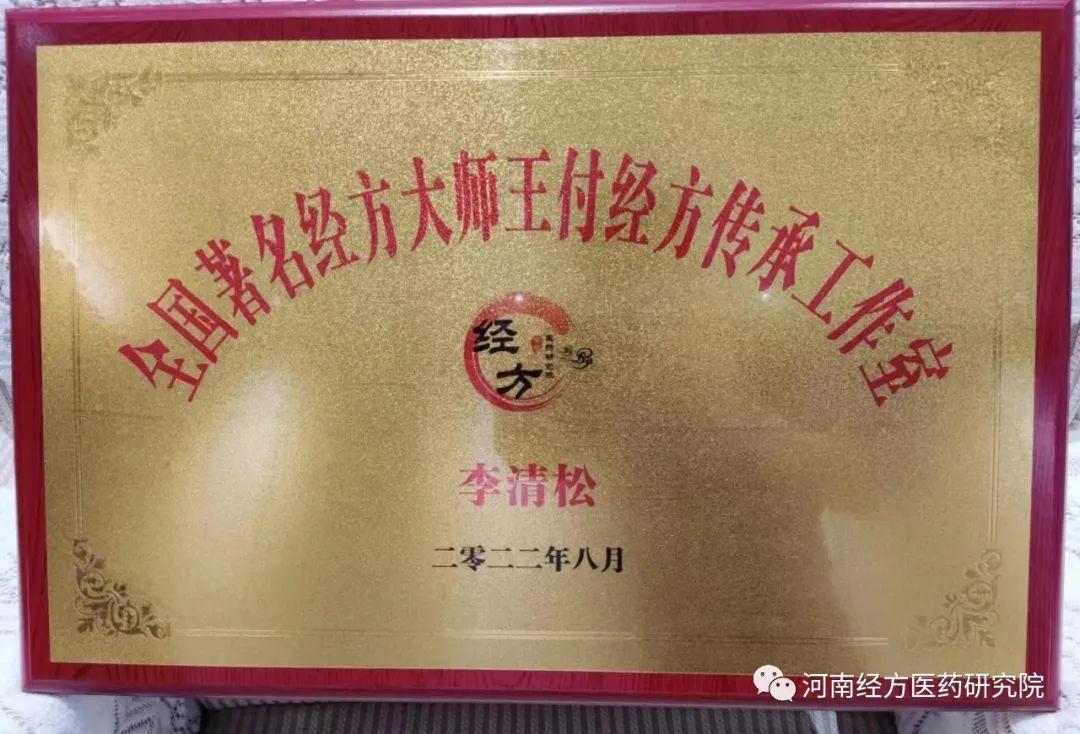 全国著名经方大师王付经方传承工作室
经方
李清松
二零二二年八月
河南经方医药研究院